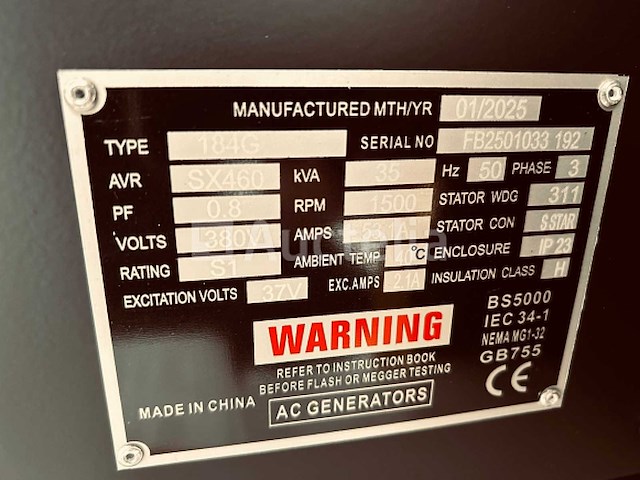 MANUFACTURED MTH/YR 01/2025
TYPE 184G SERIAL NO FB2501033 192
AVR SX460 kVA 35 Hz 50 PHASE 3
PF 0.8 RPM 1500 STATOR WDG 311
VOLTS 380V AMPS STATOR CON S STAR
RATING S1 AMBIENT TEMP °C ENCLOSURE IP 23
EXCITATION VOLTS 37V EXC.AMPS 2.1A INSULATION CLASS H
WARNING
REFER TO INSTRUCTION BOOK
BEFORE FLASH OR MEGGER TESTING
BS5000
IEC 34-1
NEMA MG1-32
GB755
CE
MADE IN CHINA AC GENERATORS